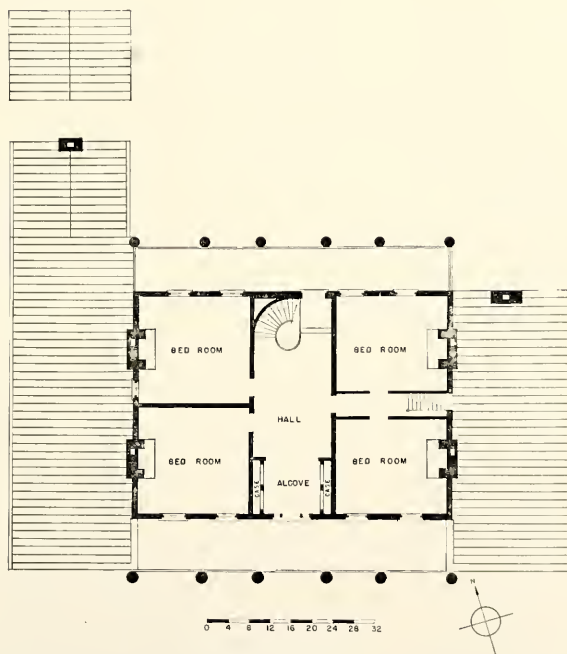 BED ROOM
BED ROOM
HALL
BED ROOM
ALCOVE
BED ROOM
CASE
CASE
N
0 4 8 12 16 20 24 28 32